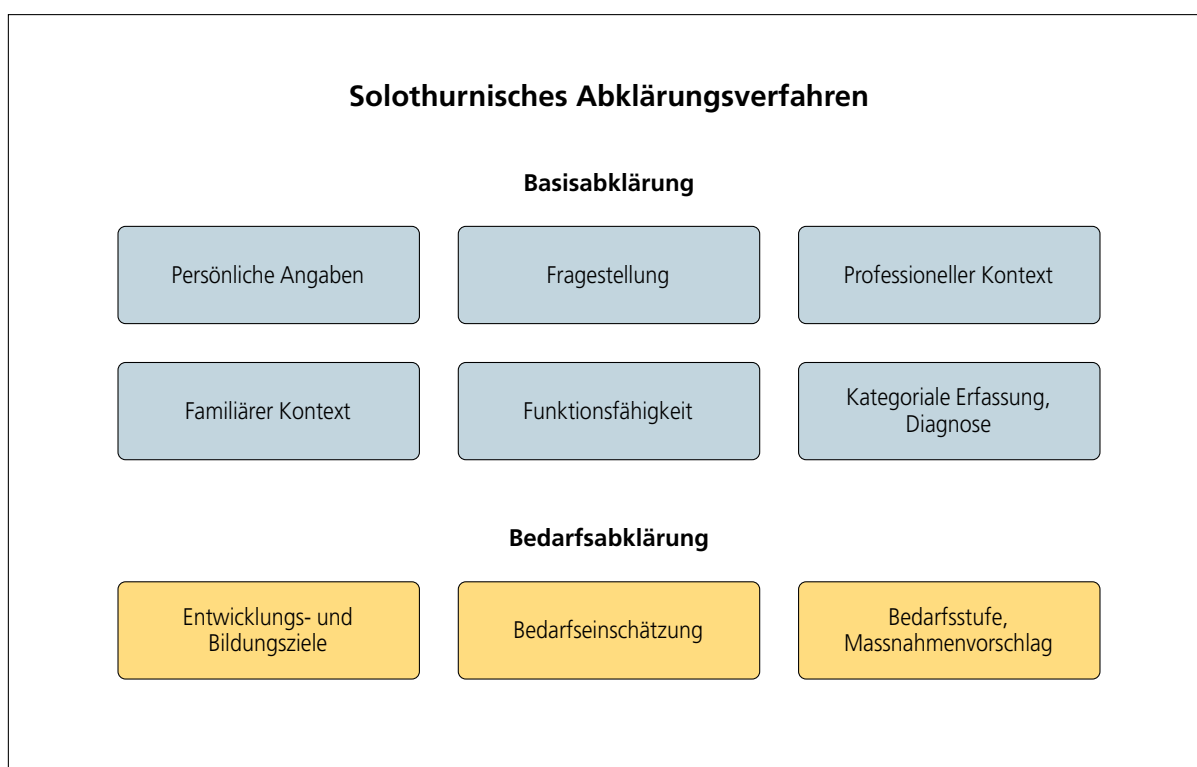 Solothurnisches Abklärungsverfahren
Basisabklärung
Persönliche Angaben
Fragestellung
Professioneller Kontext
Familiärer Kontext
Funktionsfähigkeit
Kategoriale Erfassung,
Diagnose
Bedarfsabklärung
Entwicklungs- und
Bildungsziele
Bedarfseinschätzung
Bedarfsstufe,
Massnahmenvorschlag